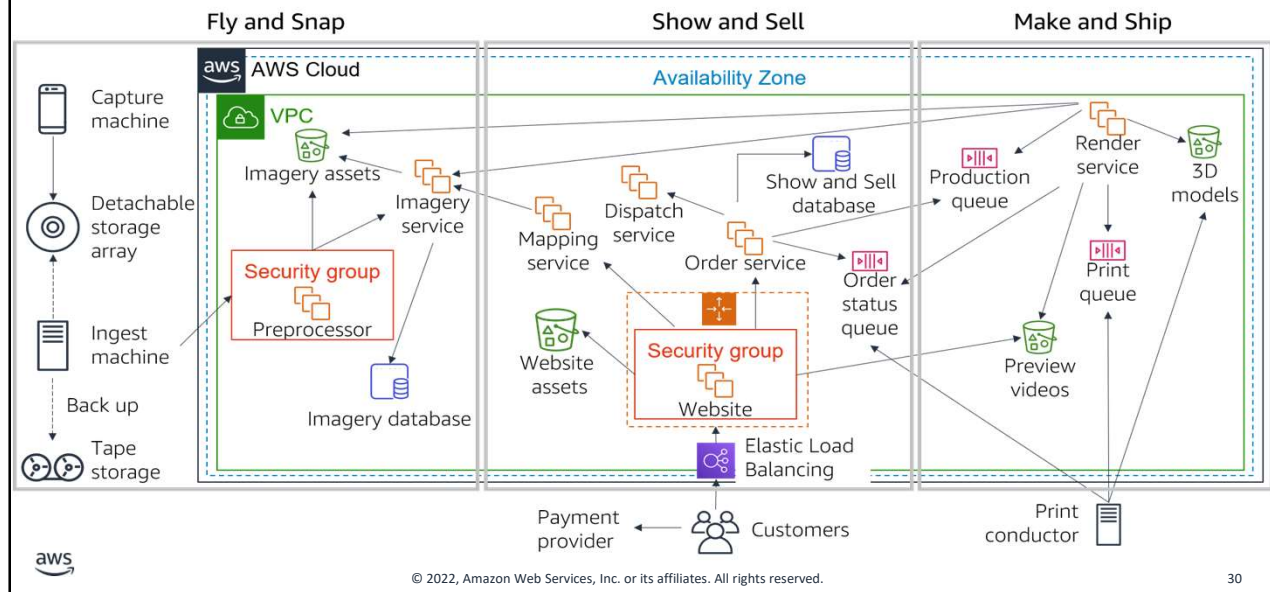 Fly and Snap
Show and Sell
Make and Ship
aws
AWS Cloud
Availability Zone
VPC
Capture
machine
Detachable
storage
array
Ingest
machine
Back up
Tape
storage
Imagery assets
Imagery
service
Security group
Preprocessor
Imagery database
Mapping
service
Dispatch
service
Order service
Show and Sell
database
Order
status
queue
Website
assets
Security group
Website
Elastic Load
Balancing
Payment
provider
Customers
Production
queue
Render
service
3D
models
Print
queue
Preview
videos
Print
conductor
aws
© 2022, Amazon Web Services, Inc. or its affiliates. All rights reserved.
30